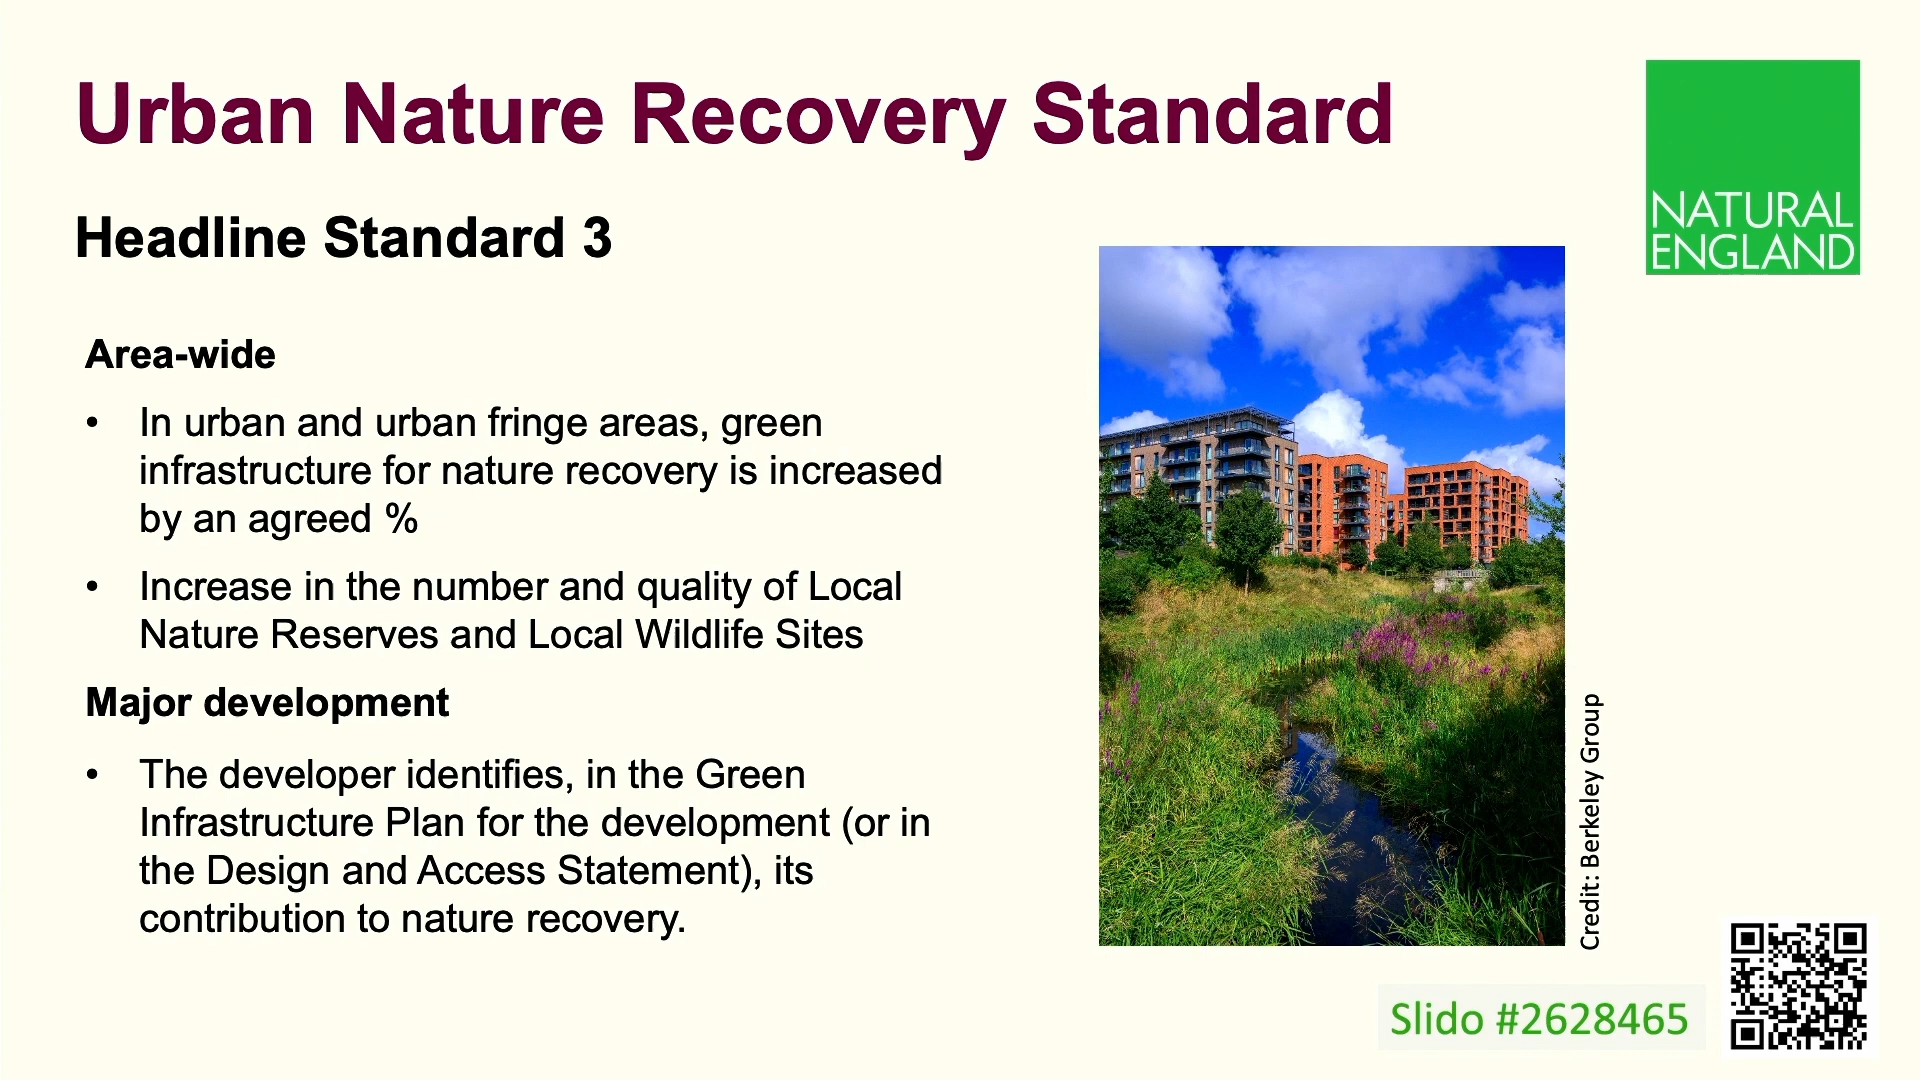 Urban Nature Recovery Standard
NATURAL
ENGLAND
Headline Standard 3
Area-wide
• In urban and urban fringe areas, green
infrastructure for nature recovery is increased
by an agreed %
• Increase in the number and quality of Local
Nature Reserves and Local Wildlife Sites
Major development
• The developer identifies, in the Green
Infrastructure Plan for the development (or in
the Design and Access Statement), its
contribution to nature recovery.
Credit: Berkeley Group
Slido #2628465